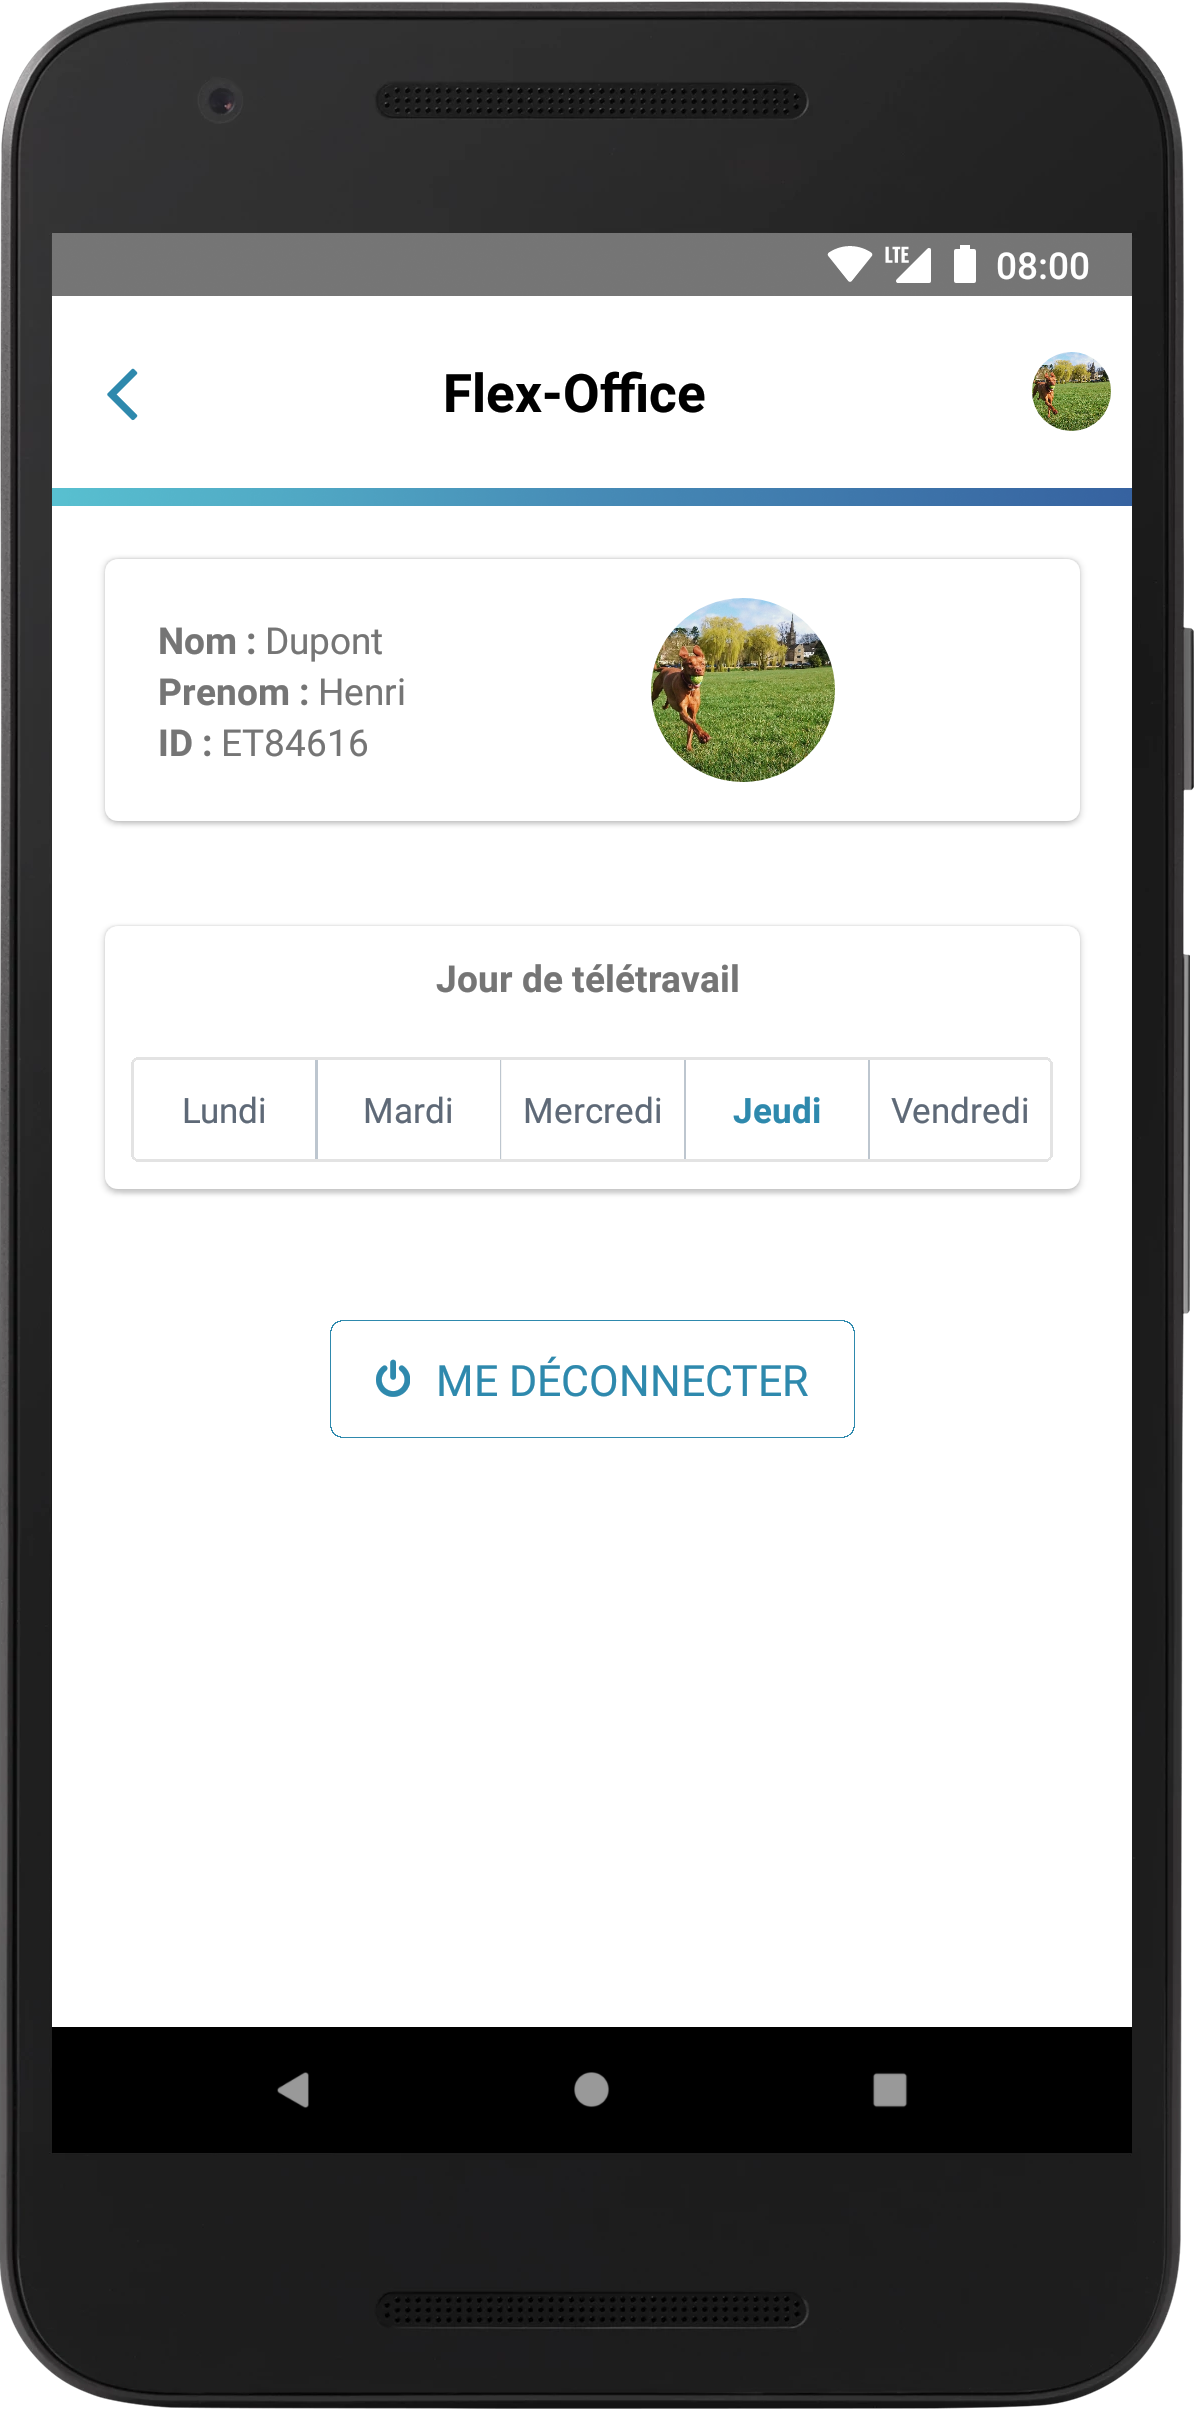 LTE 08:00
Flex-Office
Nom : Dupont
Prenom : Henri
ID : ET84616
Jour de télétravail
Lundi Mardi Mercredi Jeudi Vendredi
ME DÉCONNECTER